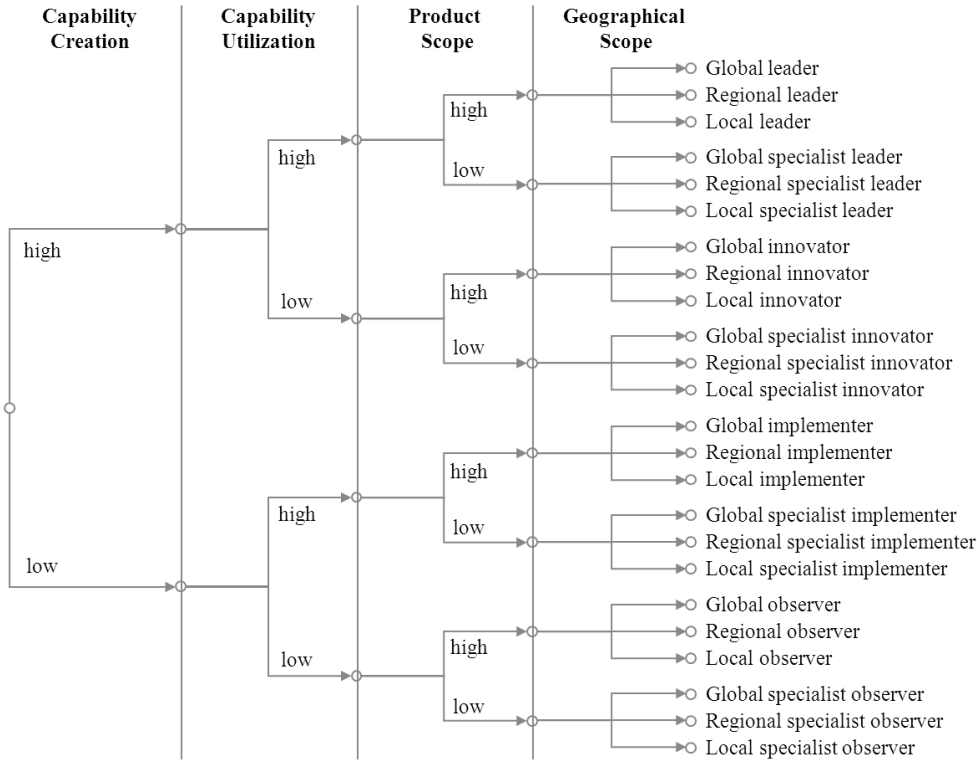 Capability
Creation
Capability
Utilization
Product
Scope
Geographical
Scope
Global leader
Regional leader
Local leader
high
low
Global specialist leader
Regional specialist leader
Local specialist leader
high
high
Global innovator
Regional innovator
Local innovator
low
high
low
Global specialist innovator
Regional specialist innovator
Local specialist innovator
Global implementer
Regional implementer
Local implementer
high
high
low
Global specialist implementer
Regional specialist implementer
Local specialist implementer
low
Global observer
Regional observer
Local observer
high
low
low
Global specialist observer
Regional specialist observer
Local specialist observer